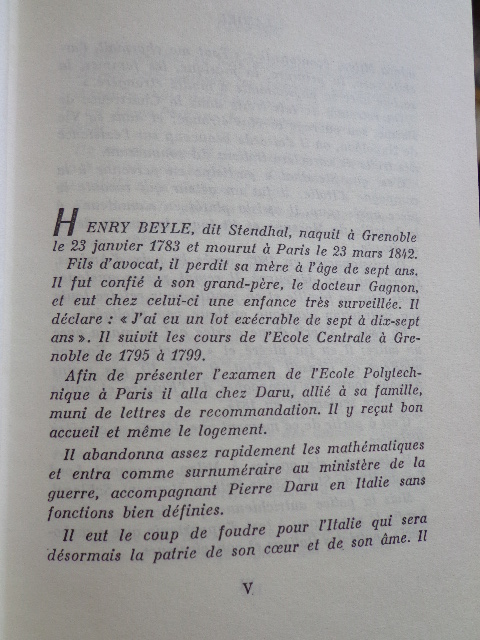 HENRY BEYLE, dit Stendhal, naquit à Grenoble
le 23 janvier 1783 et mourut à Paris le 23 mars 1842.
Fils d'avocat, il perdit sa mère à l'âge de sept ans.
Il fut confié à son grand-père, le docteur Gagnon,
et eut chez celui-ci une enfance très surveillée. Il
déclare : « J'ai eu un lot exécrable de sept à dix-sept
ans ». Il suivit les cours de l'Ecole Centrale à Gre-
noble de 1795 à 1799.
Afin de présenter l'examen de l'Ecole Polytech-
nique à Paris il alla chez Daru, allié à sa famille,
muni de lettres de recommandation. Il y reçut bon
accueil et même le logement.
Il abandonna assez rapidement les mathématiques
et entra comme surnuméraire au ministère de la
guerre, accompagnant Pierre Daru en Italie sans
fonctions bien définies.
Il eut le coup de foudre pour l'Italie qui sera
désormais la patrie de son cœur et de son âme. Il
V